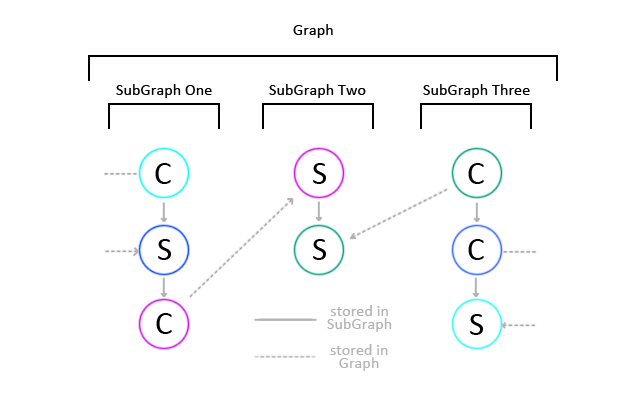 Graph
SubGraph One
SubGraph Two
SubGraph Three
C
S
C
S
S
C
C
S
stored in
SubGraph
stored in
Graph